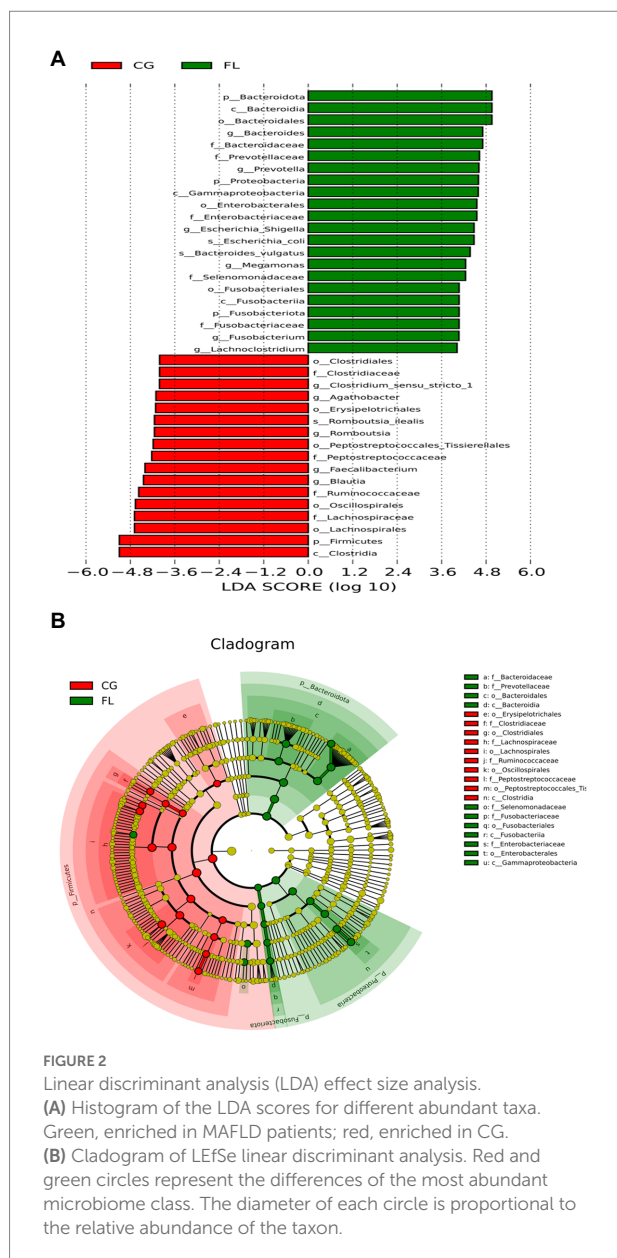 A
CG FL
p__Bacteroidota
c__Bacteroidia
o__Bacteroidales
g__Bacteroides
f__Bacteroidaceae
f__Prevotellaceae
g__Prevotella
p__Proteobacteria
c__Gammaproteobacteria
o__Enterobacterales
f__Enterobacteriaceae
g__Escherichia_Shigella
s__Escherichia_coli
s__Bacteroides_vulgatus
g__Megamonas
f__Selenomonadaceae
o__Fusobacteriales
c__Fusobacteriia
p__Fusobacteriota
f__Fusobacteriaceae
g__Fusobacterium
g__Lachnoclostridium
o__Clostridiales
f__Clostridiaceae
g__Clostridium_sensu_stricto_1
g__Agathobacter
o__Erysipelotrichales
s__Romboutsia_ilealis
g__Romboutsia
o__Peptostreptococcales_Tissierellales
f__Peptostreptococcaceae
g__Faecalibacterium
g__Blautia
f__Ruminococcaceae
o__Oscillospirales
f__Lachnospiraceae
o__Lachnospirales
p__Firmicutes
c__Clostridia
−6.0 −4.8 −3.6 −2.4 −1.2 0.0 1.2 2.4 3.6 4.8 6.0
LDA SCORE (log 10)
B
Cladogram
CG
FL
p__Bacteroidota
d
c
b
a
e
g
f
i
h
p__Firmicutes
n
k
j
m
l
o
p
q
r
p__Fusobacteriota
s
t
u
p__Proteobacteria
a: f__Bacteroidaceae
b: f__Prevotellaceae
c: o__Bacteroidales
d: c__Bacteroidia
e: o__Erysipelotrichales
f: f__Clostridiaceae
g: o__Clostridiales
h: f__Lachnospiraceae
i: o__Lachnospirales
j: f__Ruminococcaceae
k: o__Oscillospirales
l: f__Peptostreptococcaceae
m: o__Peptostreptococcales_Tis
n: c__Clostridia
o: f__Selenomonadaceae
p: f__Fusobacteriaceae
q: o__Fusobacteriales
r: c__Fusobacteriia
s: f__Enterobacteriaceae
t: o__Enterobacterales
u: c__Gammaproteobacteria
FIGURE 2
Linear discriminant analysis (LDA) effect size analysis.
(A) Histogram of the LDA scores for different abundant taxa.
Green, enriched in MAFLD patients; red, enriched in CG.
(B) Cladogram of LEfSe linear discriminant analysis. Red and
green circles represent the differences of the most abundant
microbiome class. The diameter of each circle is proportional to
the relative abundance of the taxon.